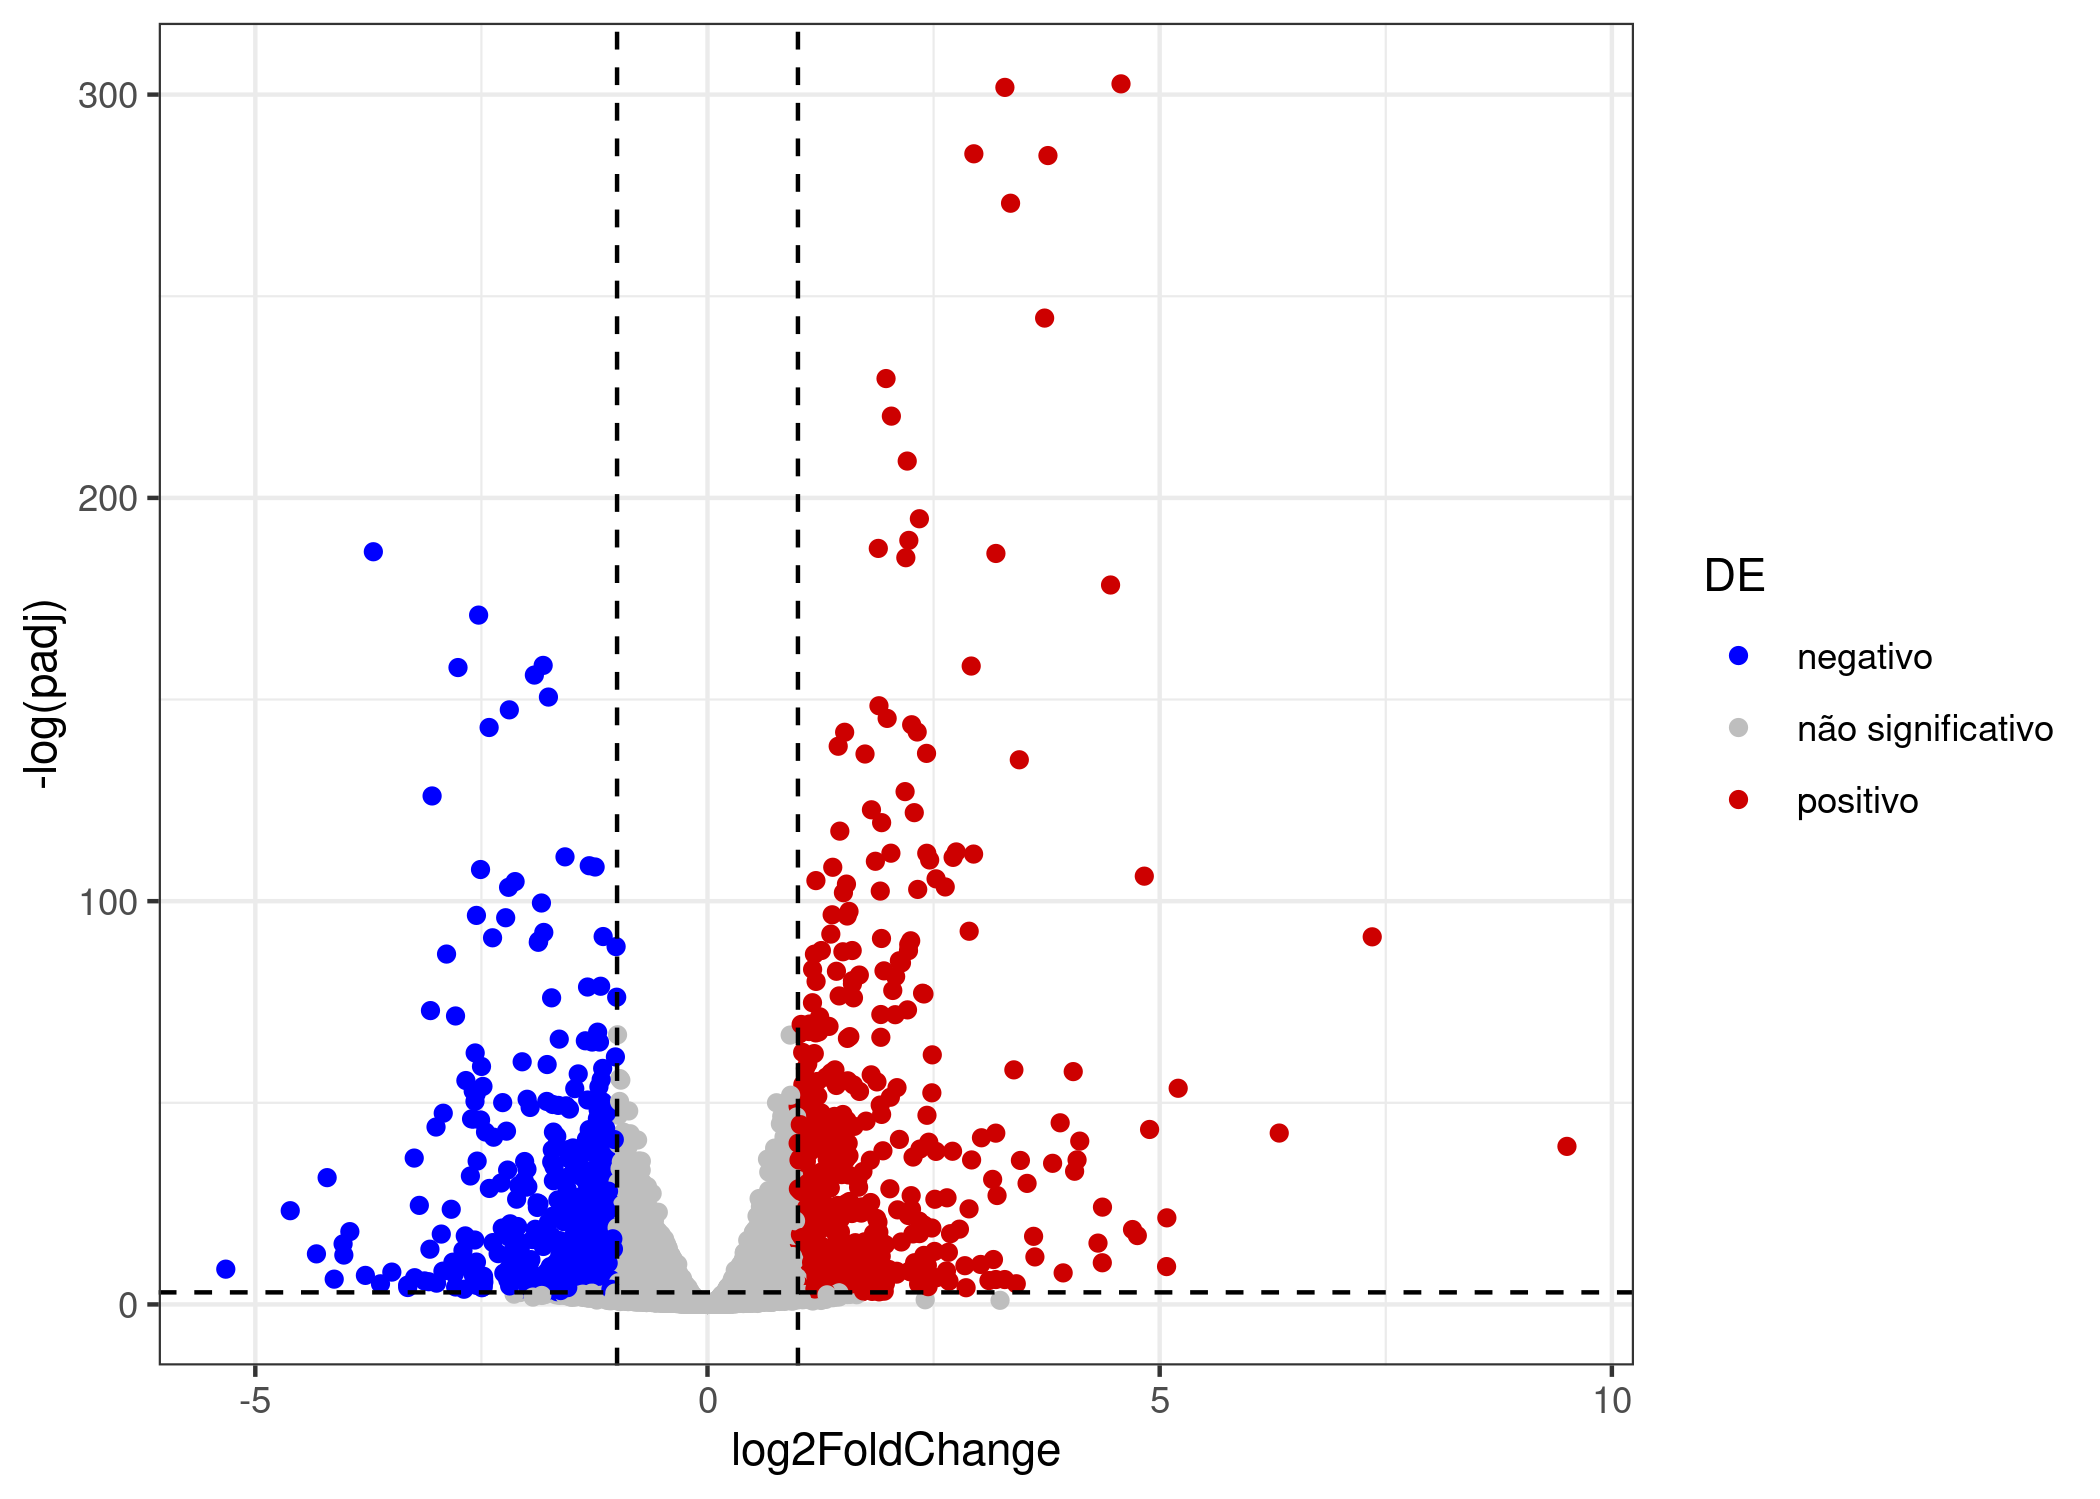 300
200
100
0
-log(padj)
-5
0
5
10
log2FoldChange
DE
negativo
não significativo
positivo